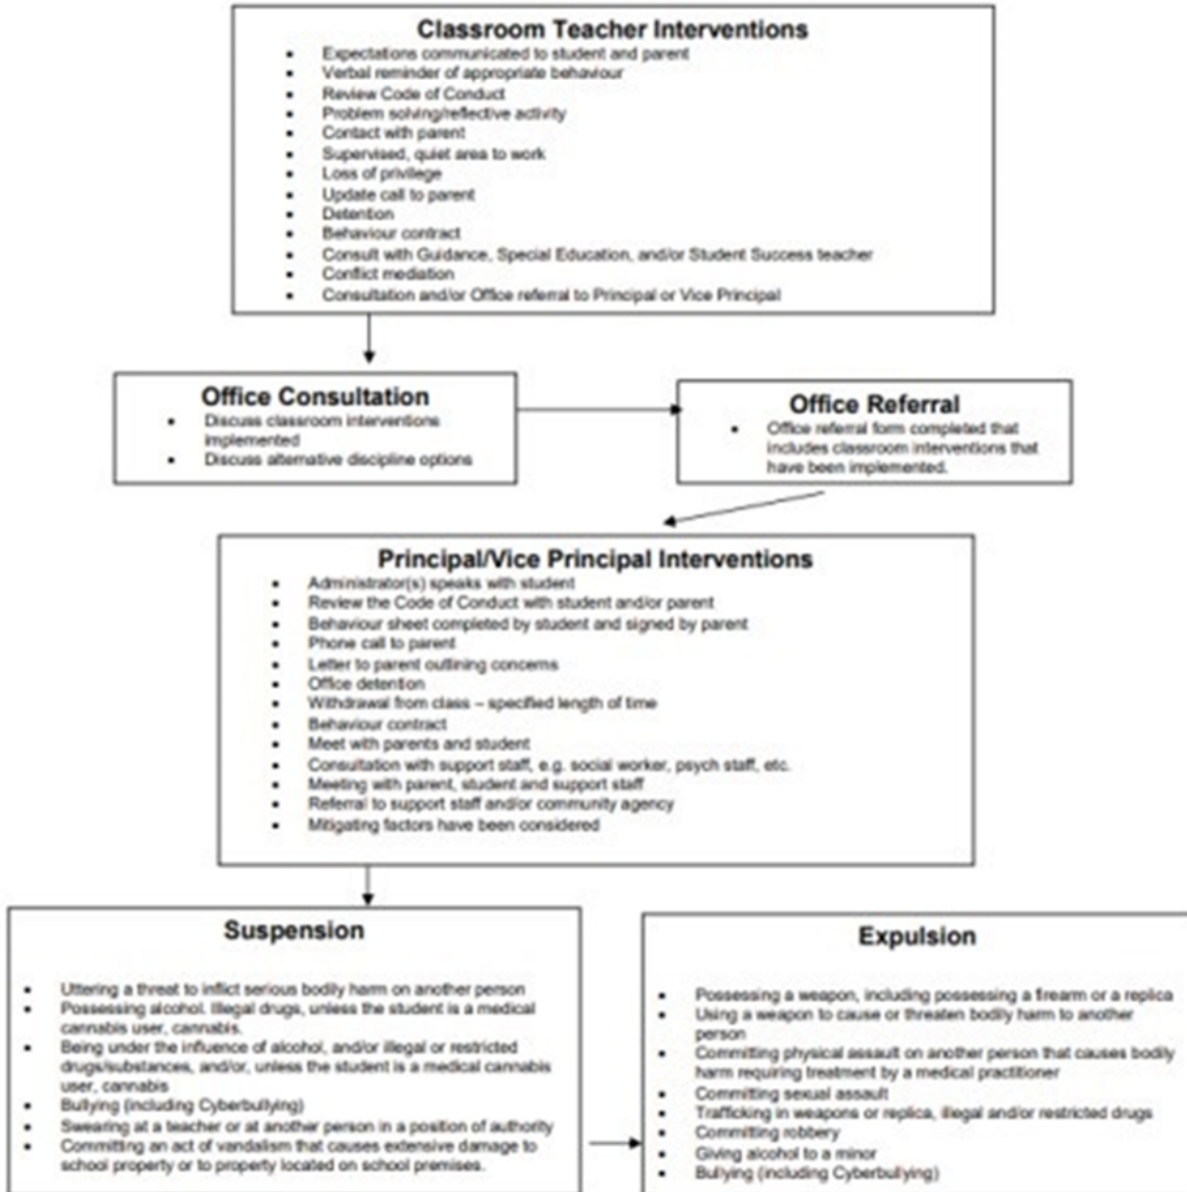 Classroom Teacher Interventions
• Expectations communicated to student and parent
• Verbal reminder of appropriate behaviour
• Review Code of Conduct
• Problem solving/reflective activity
• Contact with parent
• Supervised, quiet area to work
• Loss of privilege
• Update call to parent
• Detention
• Behaviour contract
• Consult with Guidance, Special Education, and/or Student Success teacher
• Conflict mediation
• Consultation and/or Office referral to Principal or Vice Principal
Office Consultation
• Discuss classroom interventions
implemented
• Discuss alternative discipline options
Office Referral
• Office referral form completed that
includes classroom interventions that
have been implemented.
Principal/Vice Principal Interventions
• Administrator(s) speaks with student
• Review the Code of Conduct with student and/or parent
• Behaviour sheet completed by student and signed by parent
• Phone call to parent
• Letter to parent outlining concerns
• Office detention
• Withdrawal from class – specified length of time
• Behaviour contract
• Meet with parents and student
• Consultation with support staff, e.g. social worker, psych staff, etc.
• Meeting with parent, student and support staff
• Referral to support staff and/or community agency
• Mitigating factors have been considered
Suspension
• Uttering a threat to inflict serious bodily harm on another person
• Possessing alcohol. Illegal drugs, unless the student is a medical
cannabis user, cannabis.
• Being under the influence of alcohol, and/or illegal or restricted
drugs/substances, and/or, unless the student is a medical cannabis
user, cannabis
• Bullying (including Cyberbullying)
• Swearing at a teacher or at another person in a position of authority
• Committing an act of vandalism that causes extensive damage to
school property or to property located on school premises.
Expulsion
• Possessing a weapon, including possessing a firearm or a replica
• Using a weapon to cause or threaten bodily harm to another
person
• Committing physical assault on another person that causes bodily
harm requiring treatment by a medical practitioner
• Committing sexual assault
• Trafficking in weapons or replica, illegal and/or restricted drugs
• Committing robbery
• Giving alcohol to a minor
• Bullying (including Cyberbullying)